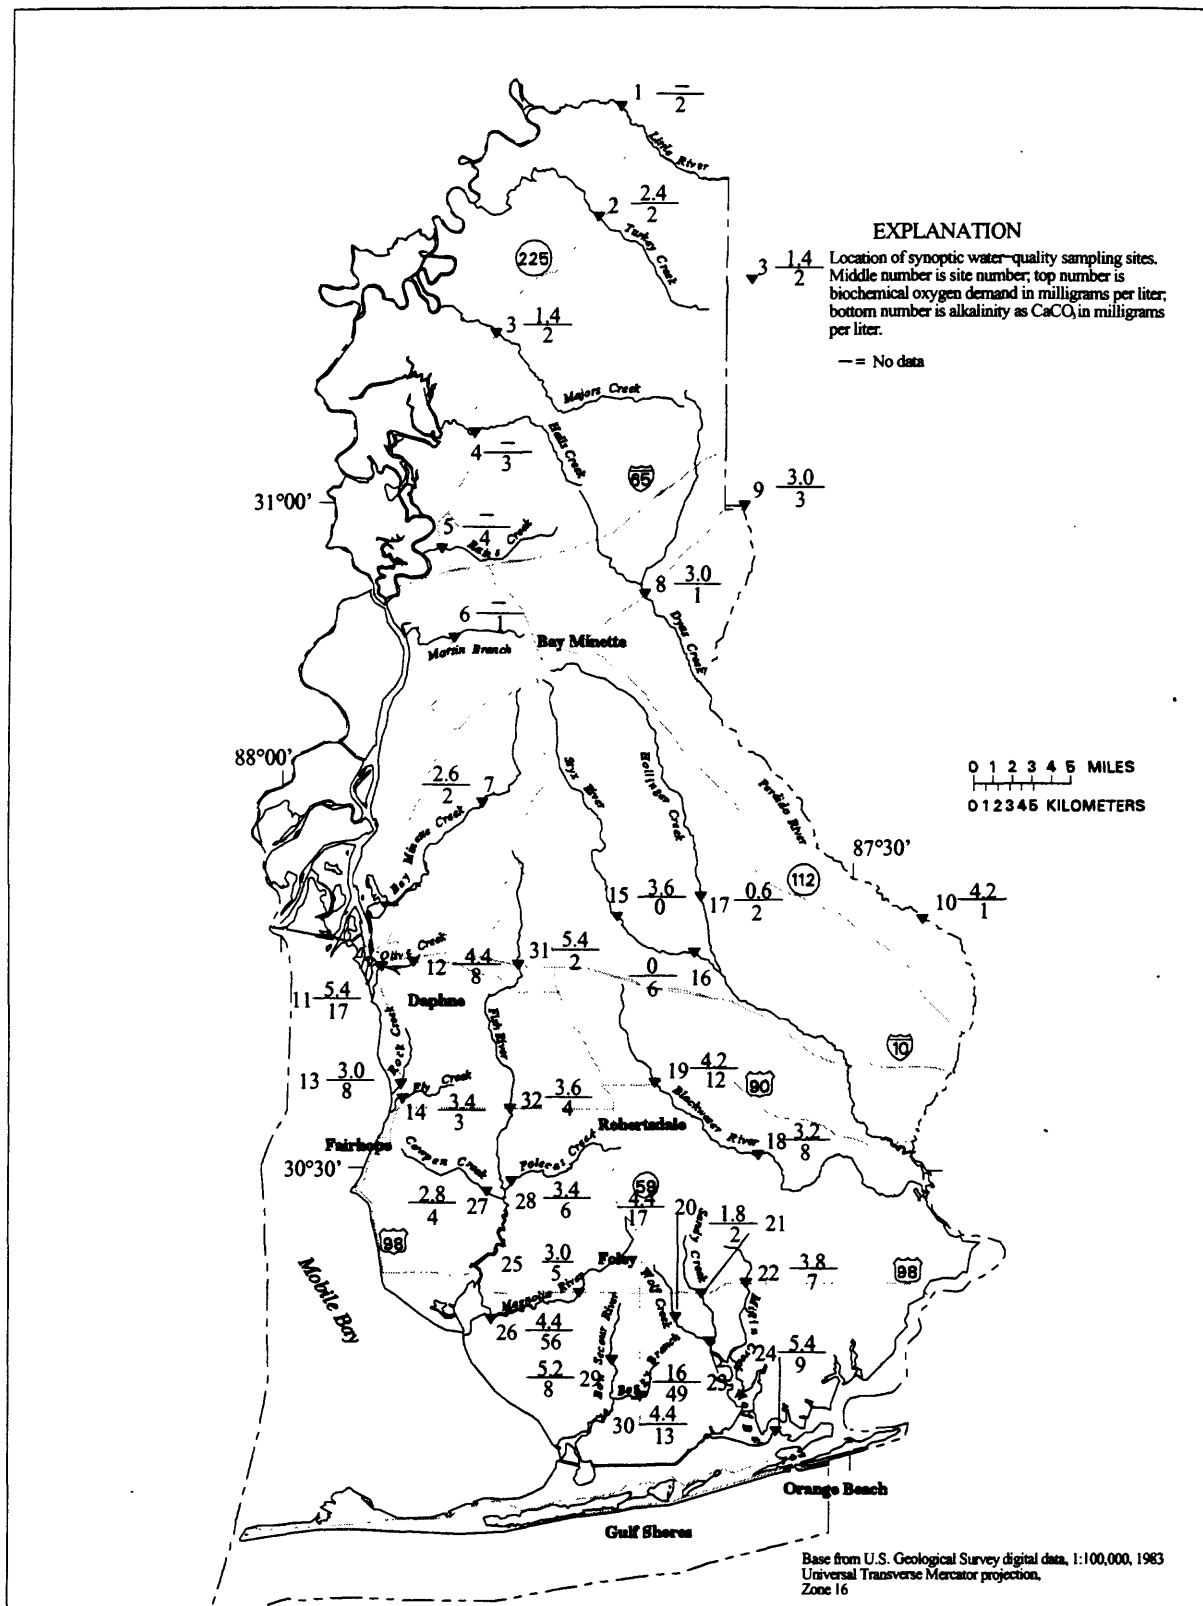 1 —
2
Little River
2 2.4
2
Turkey Creek
225
EXPLANATION
3 1.4
2
Location of synoptic water-quality sampling sites.
Middle number is site number; top number is
biochemical oxygen demand in milligrams per liter;
bottom number is alkalinity as CaCO3 in milligrams
per liter.
— = No data
3 1.4
2
Majors Creek
Halls Creek
4 —
3
65
31°00'
9 3.0
3
5 —
4
Creek
8 3.0
1
6 —
1
Bay Minette
Martin Branch
Dyas Creek
88°00'
2.6
2
7
Bay Minette Creek
Styx River
Hollinger Creek
Perdido River
0 1 2 3 4 5 MILES
0 1 2 3 4 5 KILOMETERS
87°30'
112
15 3.6
0
17 0.6
2
10 4.2
1
Olive Creek
12 4.4
8
31 5.4
2
0
6
16
11 5.4
17
Daphne
Rock Creek
Fish River
10
13 3.0
8
Fly Creek
14 3.4
3
32 3.6
4
19 4.2
12
90
Blackwater River
Robertsdale
18 3.2
8
Fairhope
30°30'
Cowpen Creek
Polecat Creek
2.8
4
27
28 3.4
6
59
4.4
17
20
1.8
2
21
Sandy Creek
98
25 3.0
5
Foley
22 3.8
7
98
Mobile Bay
Magnolia River
Wolf Creek
Miflin Creek
26 4.4
56
Bon Secour River
5.2
8
29
Branch
16
49
23
24 5.4
9
30 4.4
13
Orange Beach
Gulf Shores
Base from U.S. Geological Survey digital data, 1:100,000, 1983
Universal Transverse Mercator projection,
Zone 16